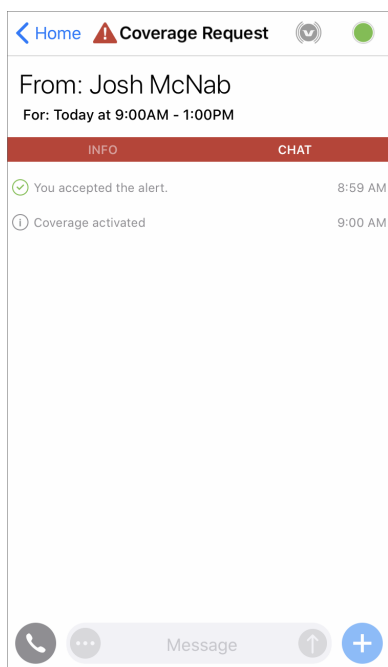 Home Coverage Request
From: Josh McNab
For: Today at 9:00AM - 1:00PM
INFO CHAT
You accepted the alert. 8:59 AM
Coverage activated 9:00 AM
Message